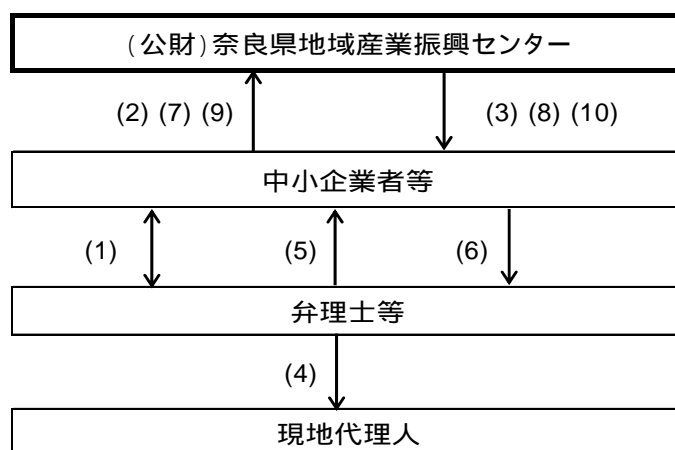 (公財)奈良県地域産業振興センター
(2) (7) (9)
(3) (8) (10)
中小企業者等
(1)
(5)
(6)
弁理士等
(4)
現地代理人